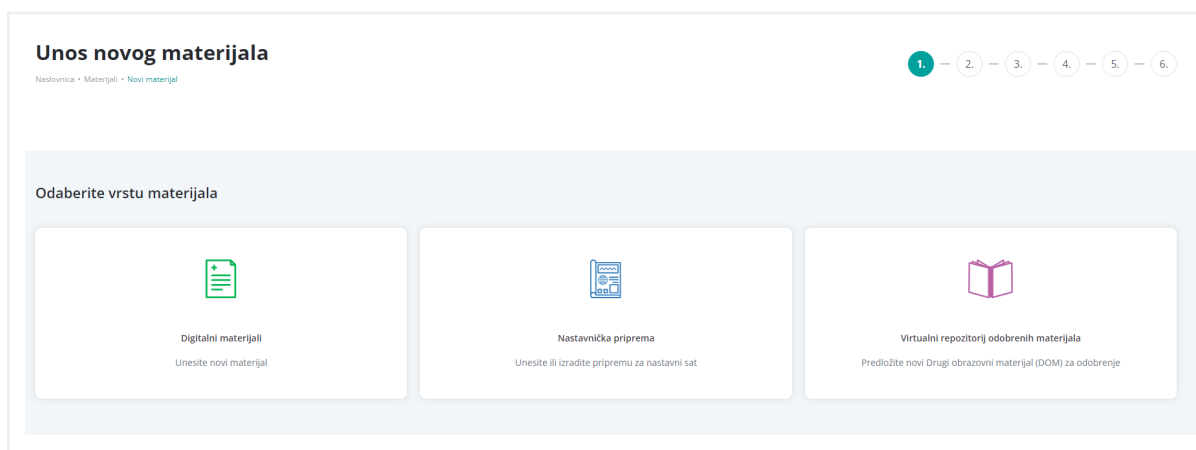 Unos novog materijala
Naslovnica • Materijali • Novi materijal
1. 2. 3. 4. 5. 6.
Odaberite vrstu materijala
Digitalni materijali
Unesite novi materijal
Nastavnička priprema
Unesite ili izradite pripremu za nastavni sat
Virtualni repozitorij odobrenih materijala
Predložite novi Drugi obrazovni materijal (DOM) za odobrenje